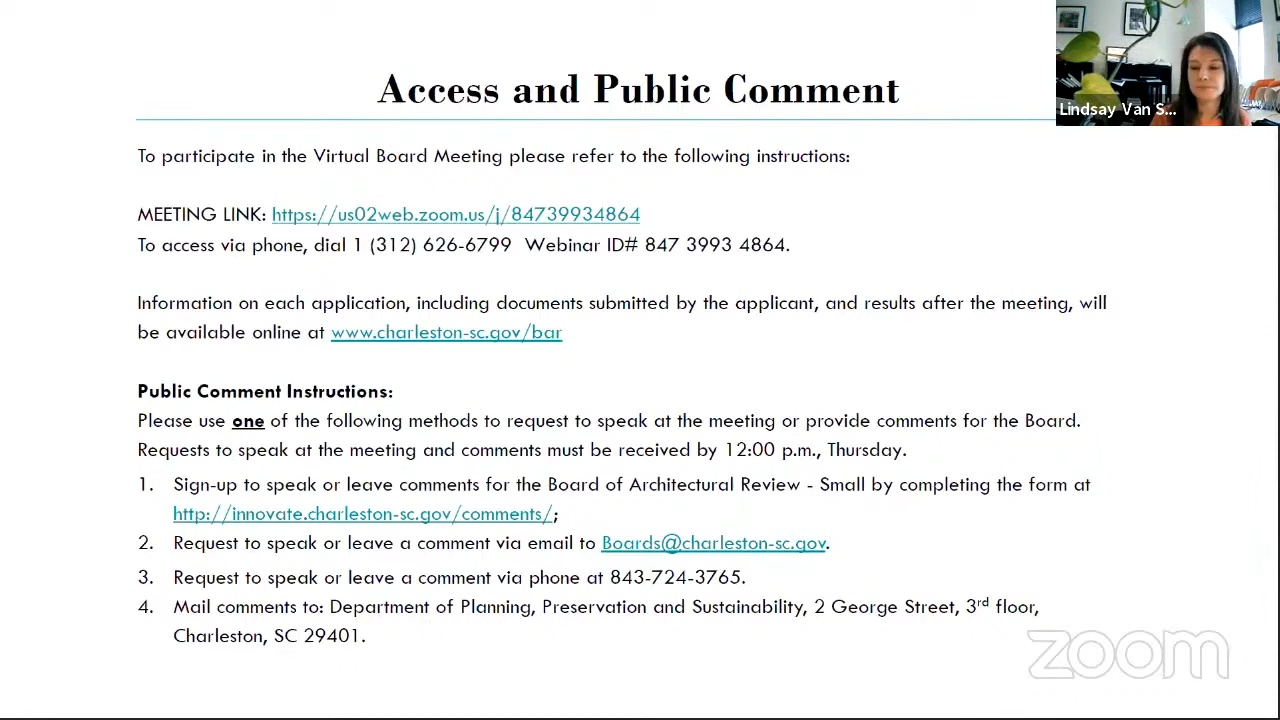 Access and Public Comment
Lindsay Van S...
To participate in the Virtual Board Meeting please refer to the following instructions:
MEETING LINK: https://us02web.zoom.us/j/84739934864
To access via phone, dial 1 (312) 626-6799 Webinar ID# 847 3993 4864.
Information on each application, including documents submitted by the applicant, and results after the meeting, will
be available online at www.charleston-sc.gov/bar
Public Comment Instructions:
Please use one of the following methods to request to speak at the meeting or provide comments for the Board.
Requests to speak at the meeting and comments must be received by 12:00 p.m., Thursday.
1. Sign-up to speak or leave comments for the Board of Architectural Review - Small by completing the form at
http://innovate.charleston-sc.gov/comments/;
2. Request to speak or leave a comment via email to Boards@charleston-sc.gov.
3. Request to speak or leave a comment via phone at 843-724-3765.
4. Mail comments to: Department of Planning, Preservation and Sustainability, 2 George Street, 3rd floor,
Charleston, SC 29401.
zoom